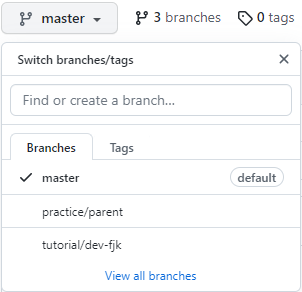 master 3 branches 0 tags
Switch branches/tags
Find or create a branch...
Branches Tags
master default
practice/parent
tutorial/dev-fjk
View all branches